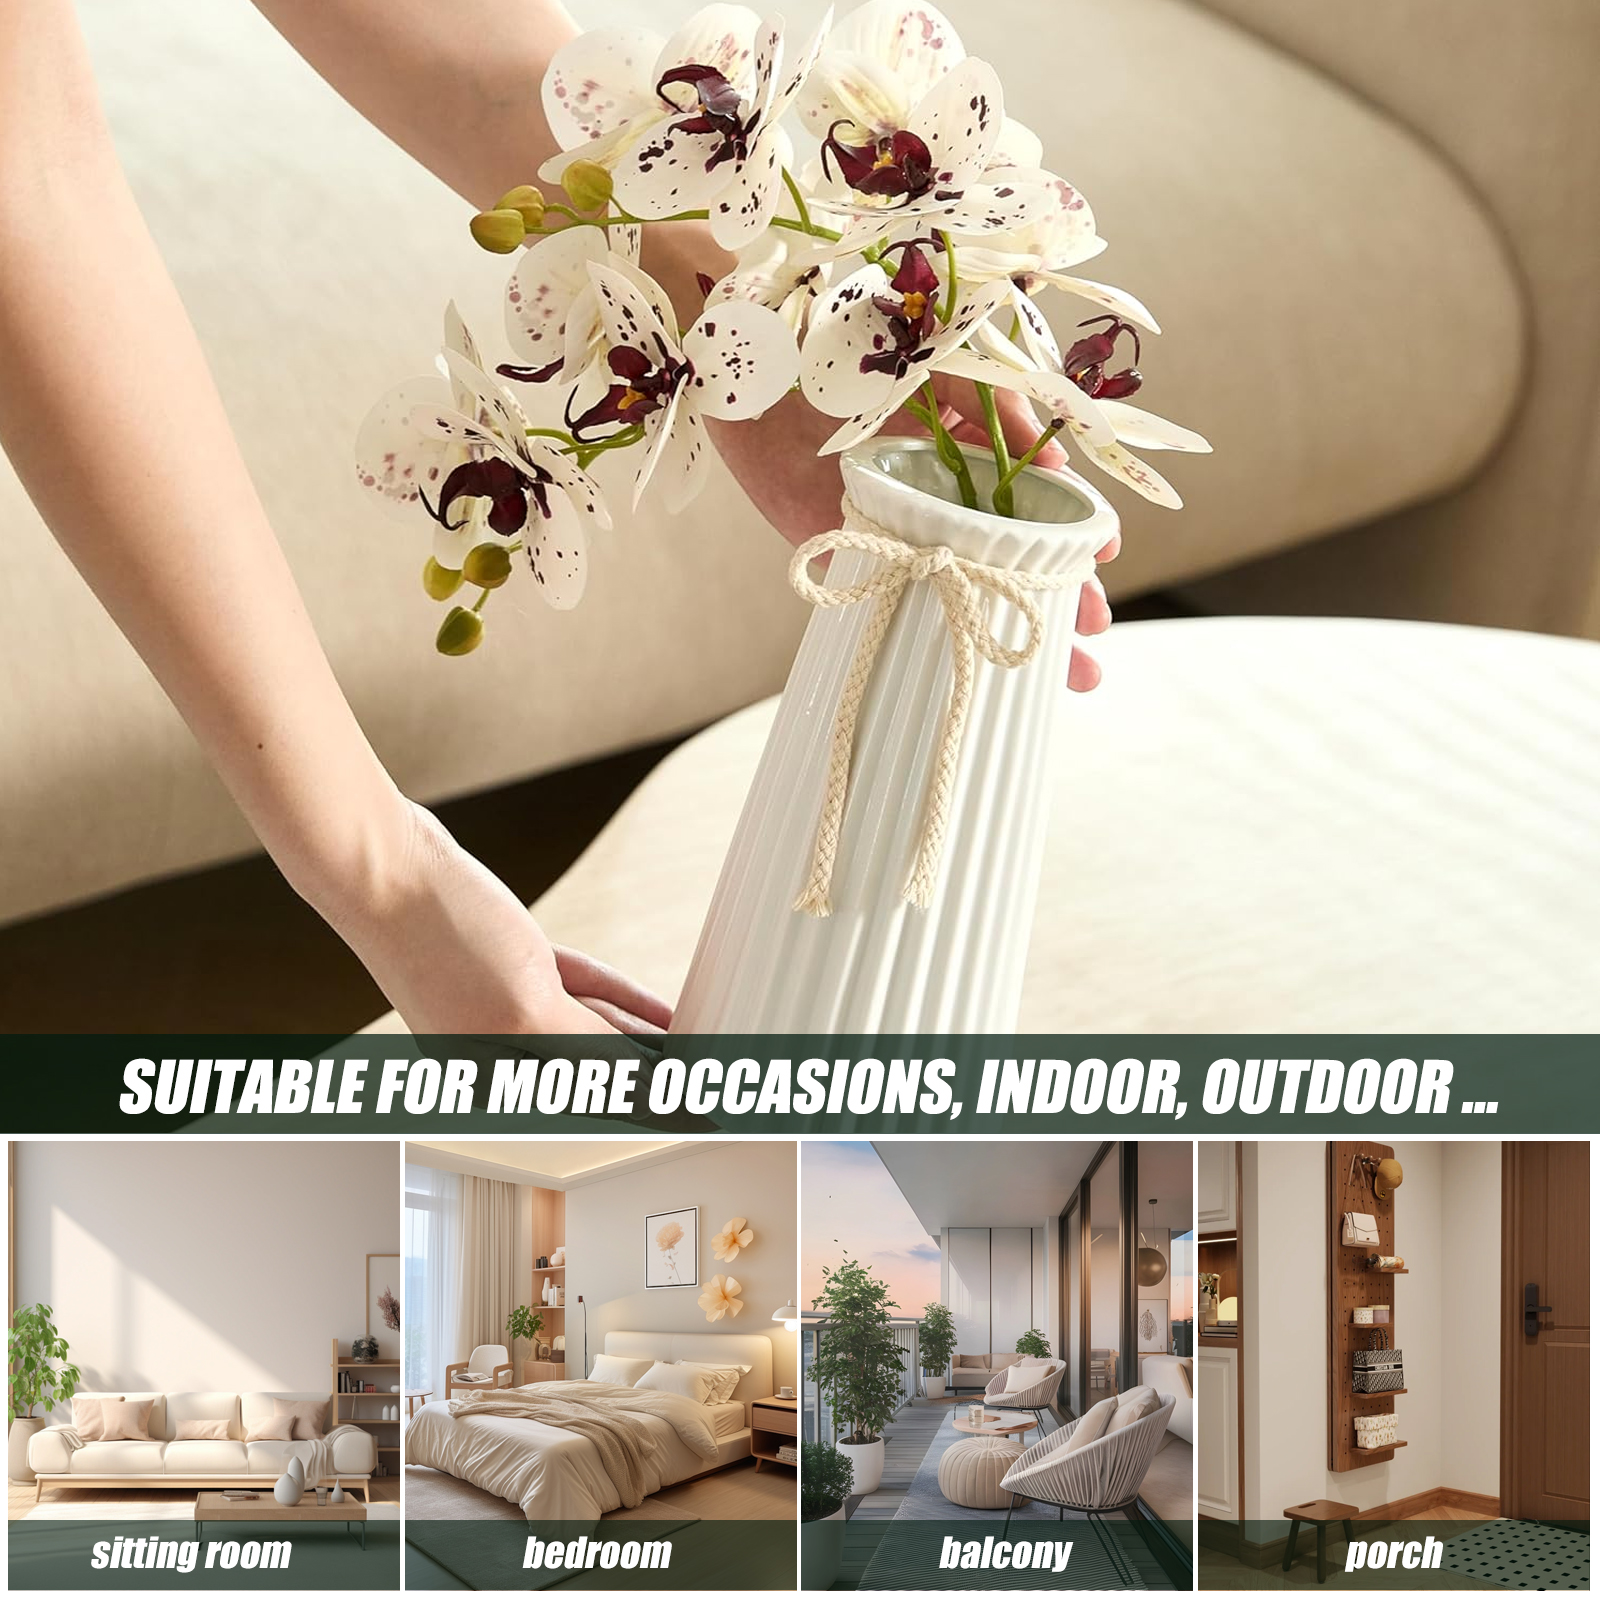 SUITABLE FOR MORE OCCASIONS, INDOOR, OUTDOOR ...
sitting room
bedroom
balcony
porch